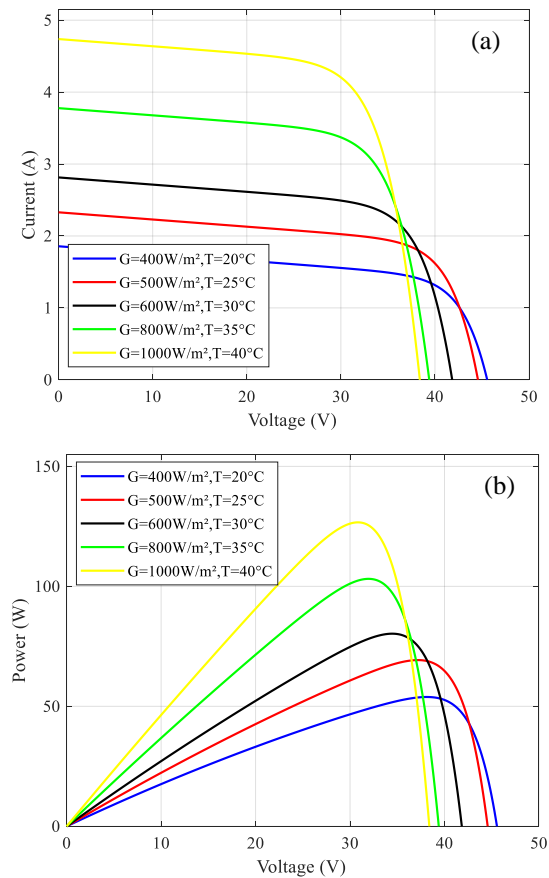 (a)
5
4
3
2
1
0
Current (A)
G=400W/m²,T=20°C
G=500W/m²,T=25°C
G=600W/m²,T=30°C
G=800W/m²,T=35°C
G=1000W/m²,T=40°C
0 10 20 30 40 50
Voltage (V)
(b)
150
100
50
0
Power (W)
G=400W/m²,T=20°C
G=500W/m²,T=25°C
G=600W/m²,T=30°C
G=800W/m²,T=35°C
G=1000W/m²,T=40°C
0 10 20 30 40 50
Voltage (V)